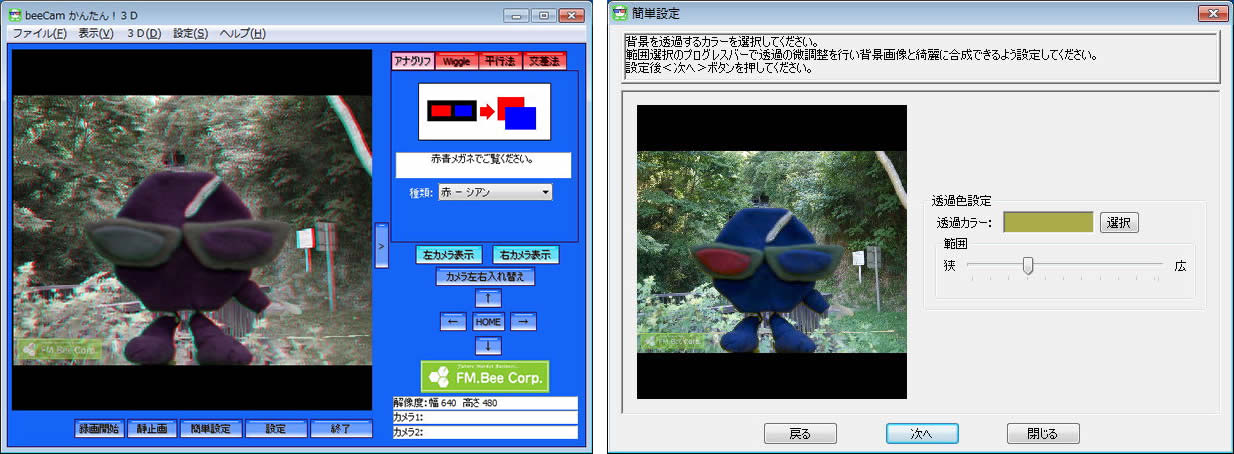 beeCam かんたん！３Ｄ
ファイル(F) 表示(V) ３Ｄ(D) 設定(S) ヘルプ(H)
アナグリフ Wiggle 平行法 交差法
赤青メガネでご覧ください。
種類: 赤 － シアン
>
左カメラ表示 右カメラ表示
カメラ左右入れ替え
↑
← HOME →
↓
FM.Bee Corp.
FM.Bee Corp.
解像度:幅 640 高さ 480
カメラ1:
カメラ2:
録画開始 静止画 簡単設定 設定 終了
簡単設定
背景を透過するカラーを選択してください。
範囲選択のプログレスバーで透過の微調整を行い背景画像と綺麗に合成できるよう設定してください。
設定後＜次へ＞ボタンを押してください。
FM.Bee Corp.
透過色設定
透過カラー: 選択
範囲
狭 広
戻る 次へ 閉じる